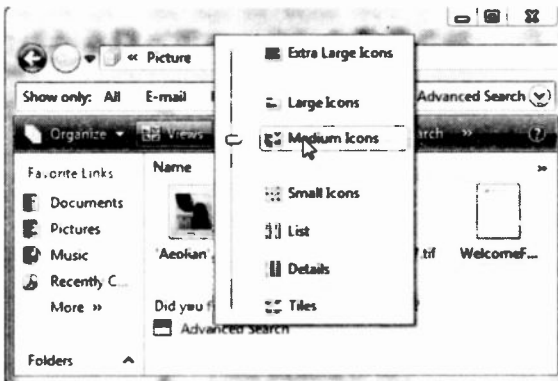 « Picture
Show only: All E-mail Advanced Search
Organize Views arch »
Favorite Links
Documents
Pictures
Music
Recently C...
More »
Folders
Name »
'Aeolian' .tif WelcomeF...
Did you f
Advanced Search
Extra Large Icons
Large Icons
Medium Icons
Small Icons
List
Details
Tiles